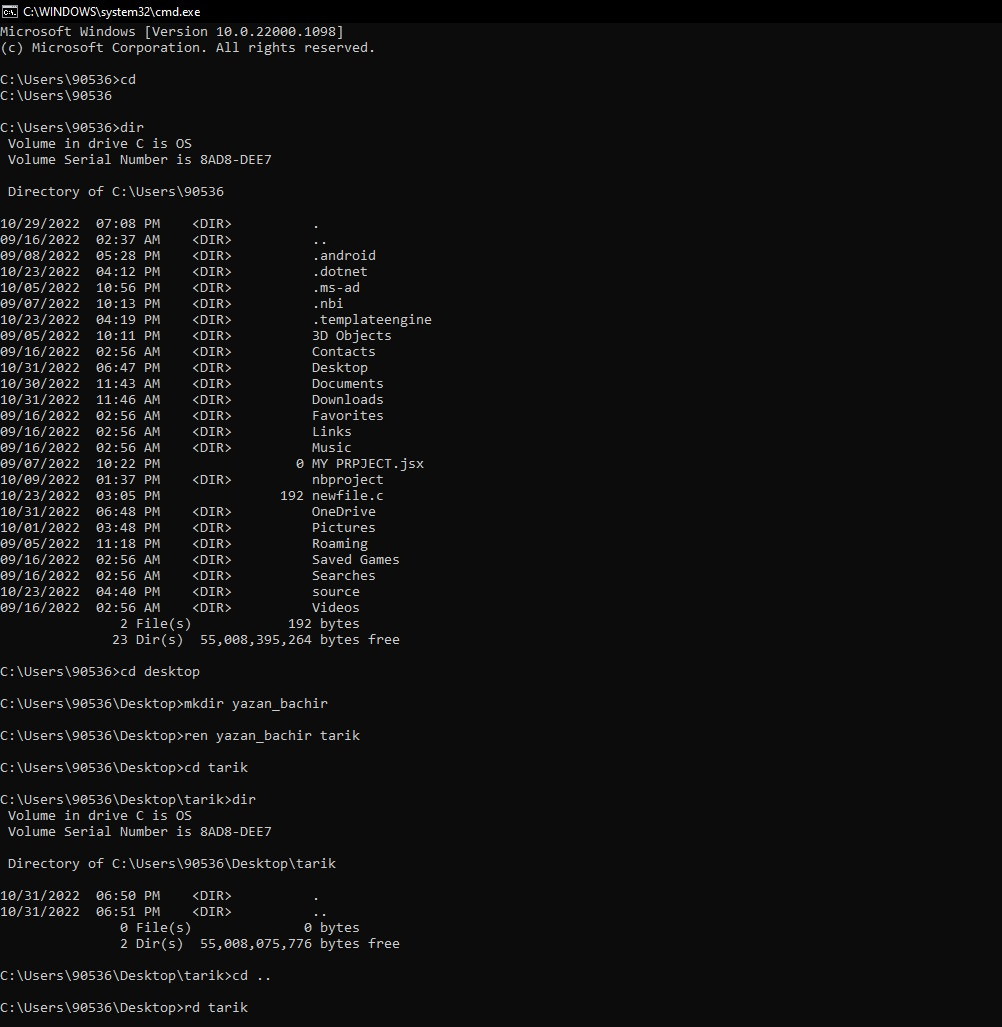 C:\WINDOWS\system32\cmd.exe
Microsoft Windows [Version 10.0.22000.1098]
(c) Microsoft Corporation. All rights reserved.

C:\Users\90536>cd
C:\Users\90536

C:\Users\90536>dir
 Volume in drive C is OS
 Volume Serial Number is 8AD8-DEE7

 Directory of C:\Users\90536

10/29/2022  07:08 PM    <DIR>          .
09/16/2022  02:37 AM    <DIR>          ..
09/08/2022  05:28 PM    <DIR>          .android
10/23/2022  04:12 PM    <DIR>          .dotnet
10/05/2022  10:56 PM    <DIR>          .ms-ad
09/07/2022  10:13 PM    <DIR>          .nbi
10/23/2022  04:19 PM    <DIR>          .templateengine
09/05/2022  10:11 PM    <DIR>          3D Objects
09/16/2022  02:56 AM    <DIR>          Contacts
10/31/2022  06:47 PM    <DIR>          Desktop
10/30/2022  11:43 AM    <DIR>          Documents
10/31/2022  11:46 AM    <DIR>          Downloads
09/16/2022  02:56 AM    <DIR>          Favorites
09/16/2022  02:56 AM    <DIR>          Links
09/16/2022  02:56 AM    <DIR>          Music
09/07/2022  10:22 PM                 0 MY PRPJECT.jsx
10/09/2022  01:37 PM    <DIR>          nbproject
10/23/2022  03:05 PM               192 newfile.c
10/31/2022  06:48 PM    <DIR>          OneDrive
10/01/2022  03:48 PM    <DIR>          Pictures
09/05/2022  11:18 PM    <DIR>          Roaming
09/16/2022  02:56 AM    <DIR>          Saved Games
09/16/2022  02:56 AM    <DIR>          Searches
10/23/2022  04:40 PM    <DIR>          source
09/16/2022  02:56 AM    <DIR>          Videos
               2 File(s)            192 bytes
              23 Dir(s)  55,008,395,264 bytes free

C:\Users\90536>cd desktop

C:\Users\90536\Desktop>mkdir yazan_bachir

C:\Users\90536\Desktop>ren yazan_bachir tarik

C:\Users\90536\Desktop>cd tarik

C:\Users\90536\Desktop\tarik>dir
 Volume in drive C is OS
 Volume Serial Number is 8AD8-DEE7

 Directory of C:\Users\90536\Desktop\tarik

10/31/2022  06:50 PM    <DIR>          .
10/31/2022  06:51 PM    <DIR>          ..
               0 File(s)              0 bytes
               2 Dir(s)  55,008,075,776 bytes free

C:\Users\90536\Desktop\tarik>cd ..

C:\Users\90536\Desktop>rd tarik